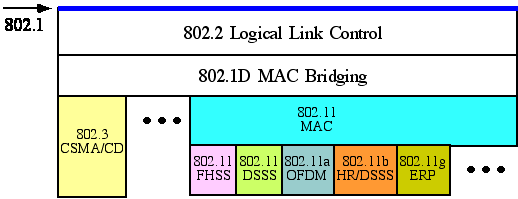 802.1
802.2 Logical Link Control
802.1D MAC Bridging
802.3
CSMA/CD
802.11
MAC
802.11
FHSS
802.11
DSSS
802.11a
OFDM
802.11b
HR/DSSS
802.11g
ERP